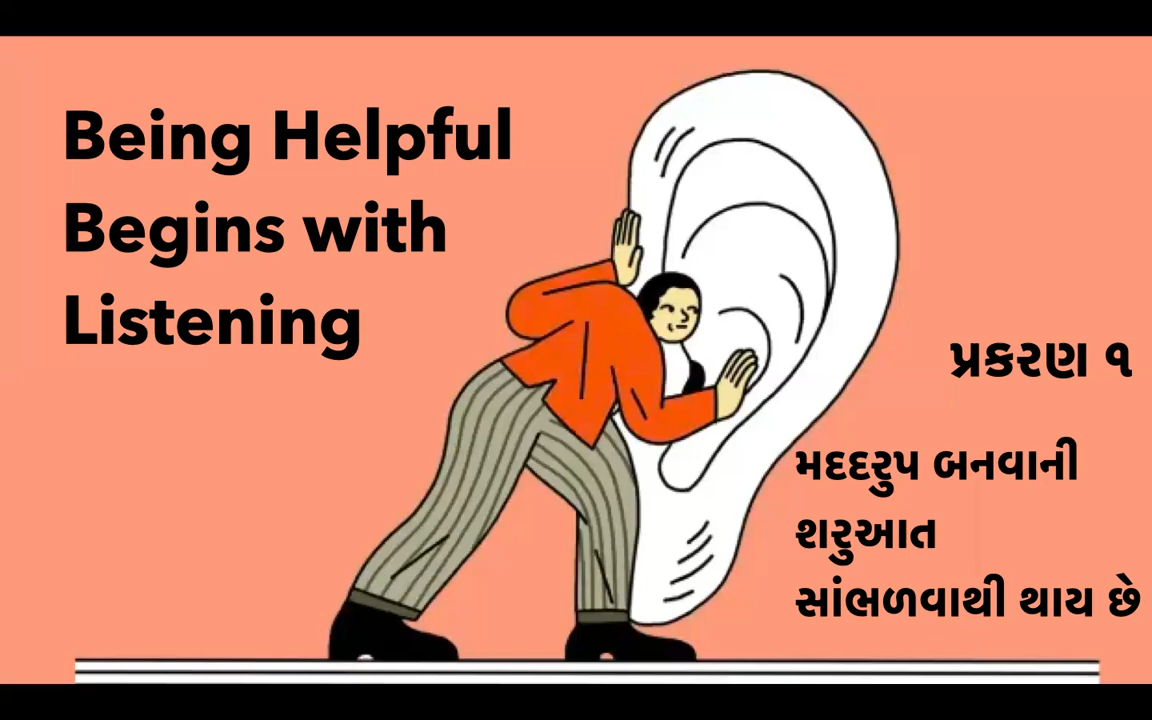 Being Helpful
Begins with
Listening
પ્રકરણ ૧
મદદરુપ બનવાની
શરુઆત
સાંભળવાથી થાય છે